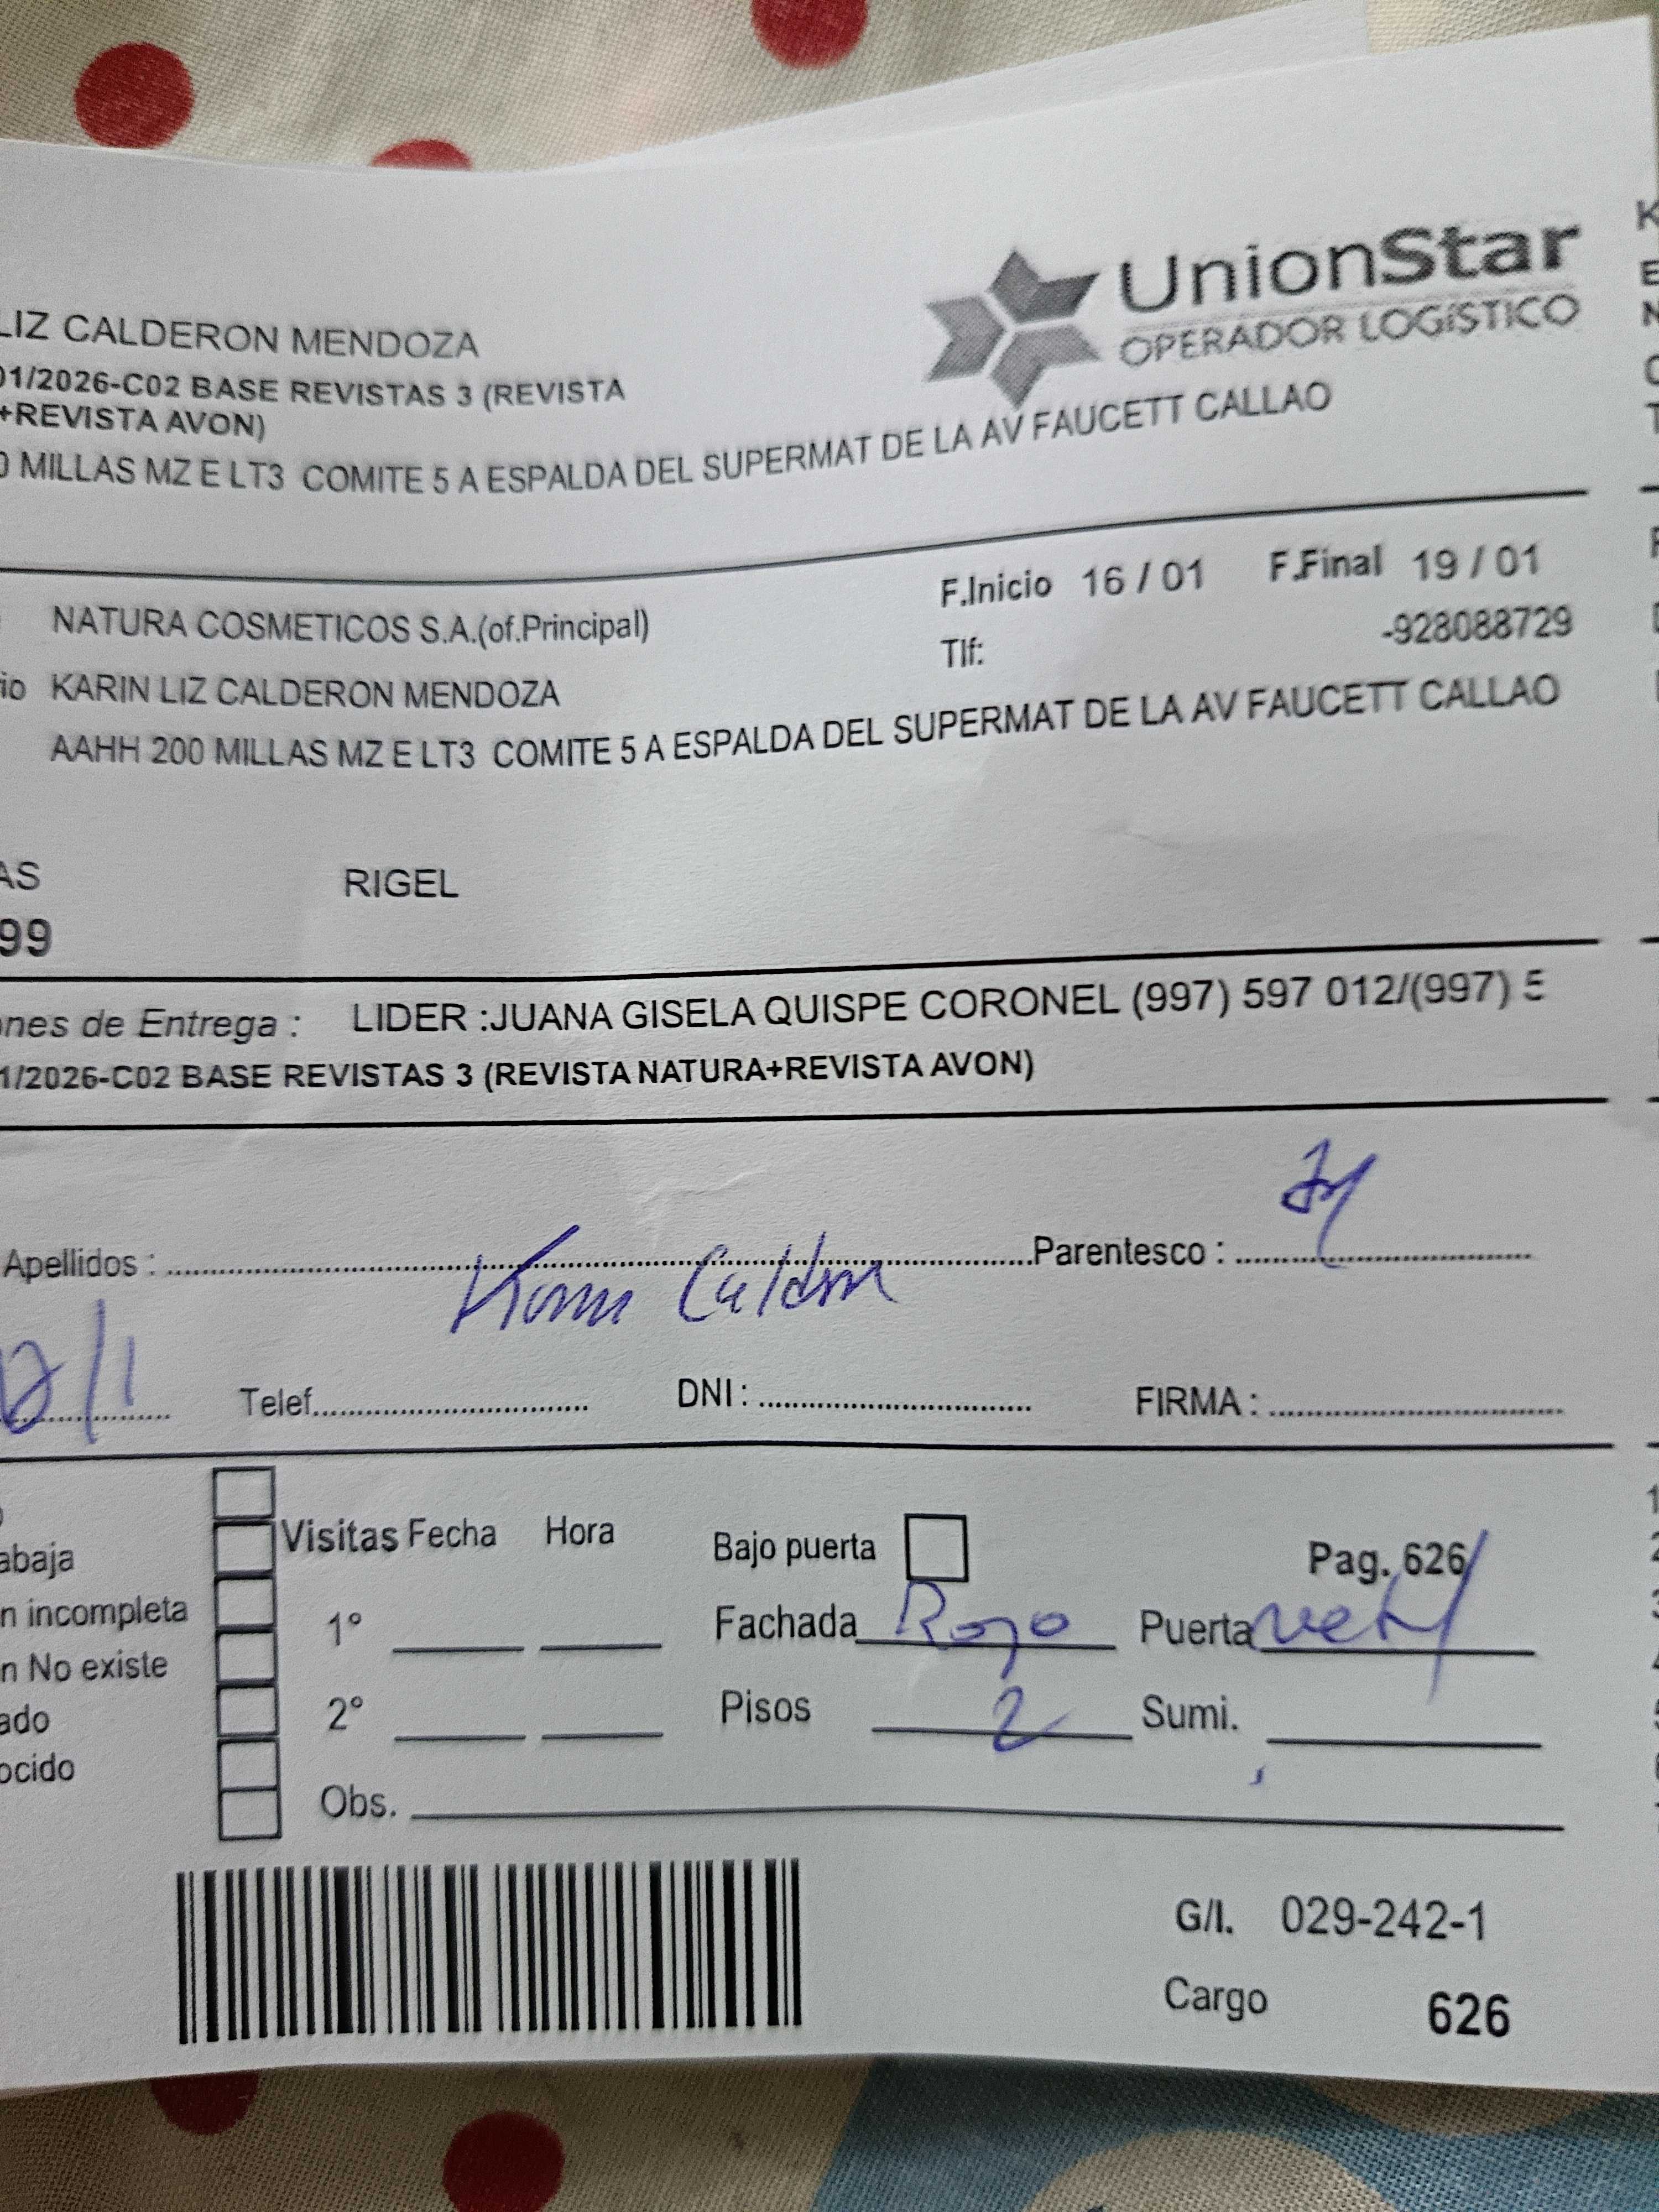 UnionStar
OPERADOR LOGÍSTICO
LIZ CALDERON MENDOZA
01/2026-C02 BASE REVISTAS 3 (REVISTA
+REVISTA AVON)
MILLAS MZ E LT3 COMITE 5 A ESPALDA DEL SUPERMAT DE LA AV FAUCETT CALLAO
NATURA COSMETICOS S.A.(of.Principal) F.Inicio 16 / 01 F.Final 19 / 01
Tlf: -928088729
KARIN LIZ CALDERON MENDOZA
AAHH 200 MILLAS MZ E LT3 COMITE 5 A ESPALDA DEL SUPERMAT DE LA AV FAUCETT CALLAO
AS RIGEL
99
ones de Entrega : LIDER :JUANA GISELA QUISPE CORONEL (997) 597 012/(997) 5
1/2026-C02 BASE REVISTAS 3 (REVISTA NATURA+REVISTA AVON)
Apellidos : Parentesco :
Telef. DNI : FIRMA :
Visitas Fecha Hora Bajo puerta Pag. 626
abaja
n incompleta 1° Fachada Rojo Puerta
n No existe
ado 2° Pisos 2 Sumi.
ocido
Obs.
G/I. 029-242-1
Cargo 626